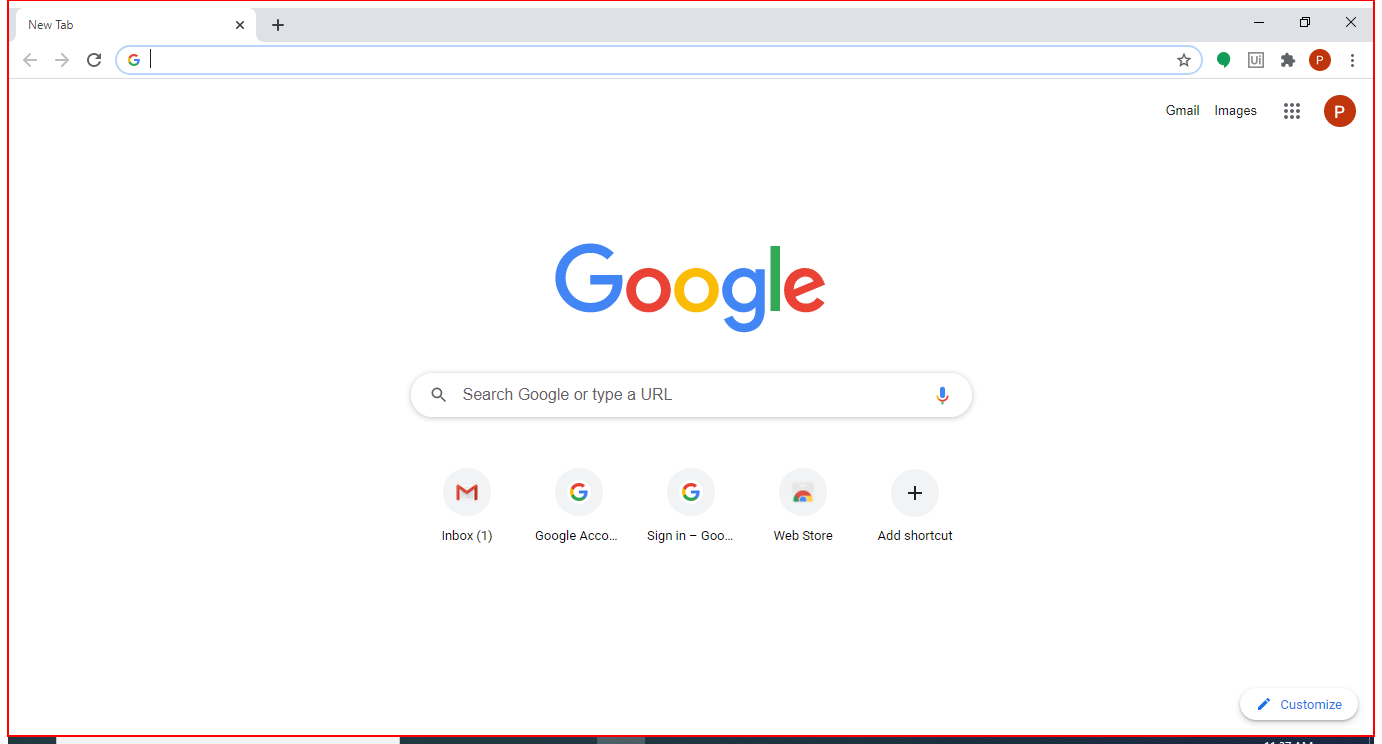 New Tab
Ui
P
Gmail Images
P
Google
Search Google or type a URL
Inbox (1) Google Acco... Sign in – Goo... Web Store Add shortcut
Customize